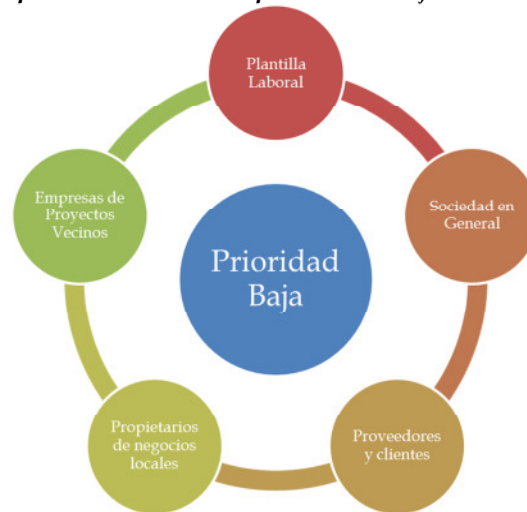 Plantilla
Laboral
Sociedad en
General
Proveedores
y clientes
Propietarios
de negocios
locales
Empresas de
Proyectos
Vecinos
Prioridad
Baja